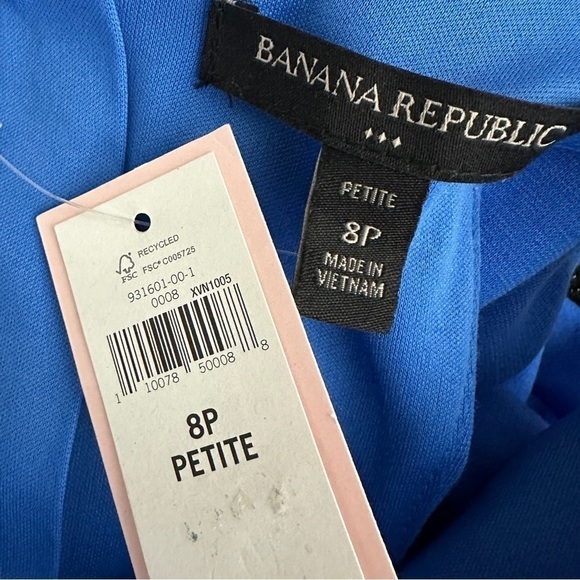 BANANA REPUBLIC
PETITE
8P
MADE IN
VIETNAM
FSC
RECYCLED
FSC® C005725
931601-00-1
0008 XVN1005
1 10078 50008 8
8P
PETITE